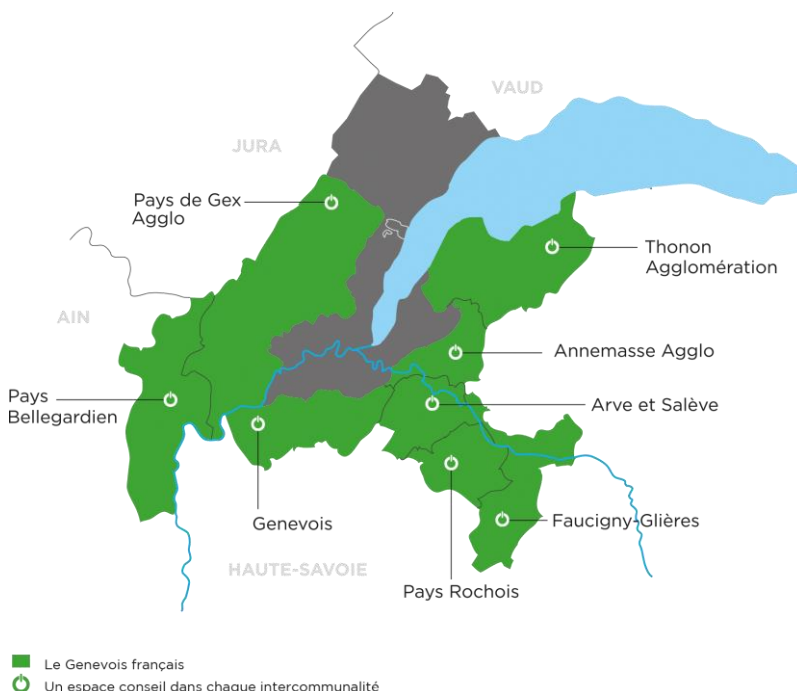 VAUD
JURA
Pays de Gex
Agglo
Thonon
Agglomération
AIN
Annemasse Agglo
Pays
Bellegardien
Arve et Salève
Genevois
Faucigny-Glières
HAUTE-SAVOIE
Pays Rochois
Le Genevois français
Un espace conseil dans chaque intercommunalité